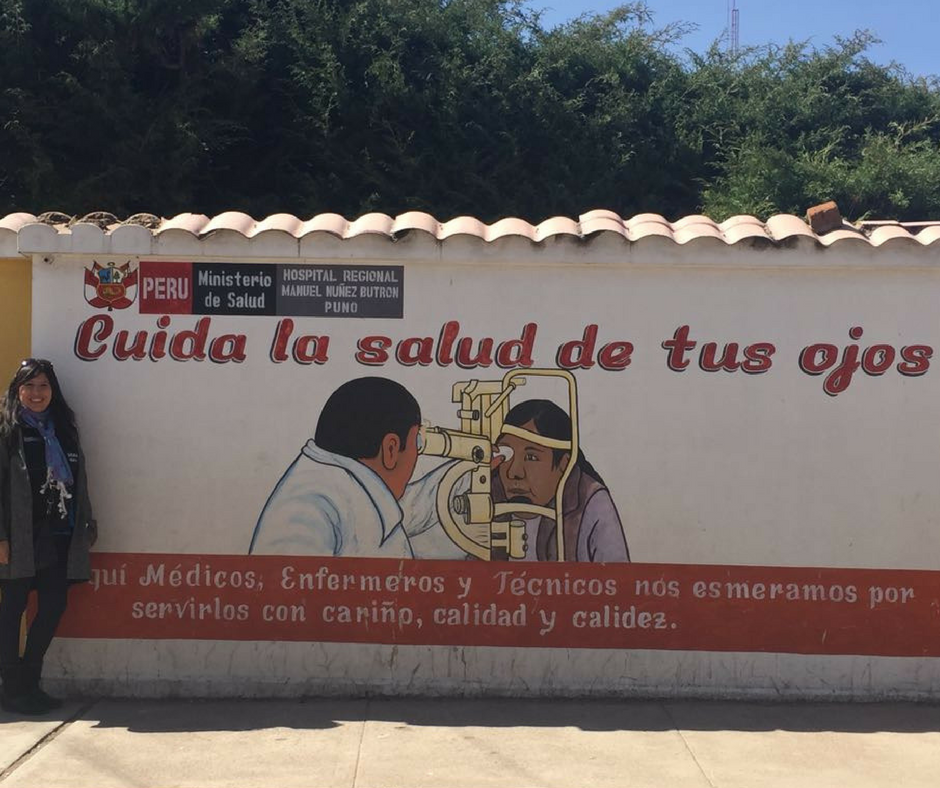 PERU
Ministerio
de Salud
HOSPITAL REGIONAL
MANUEL NUÑEZ BUTRON
PUNO
Cuida la salud de tus ojos
quí Médicos, Enfermeros y Técnicos nos esmeramos por
servirlos con cariño, calidad y calidez.